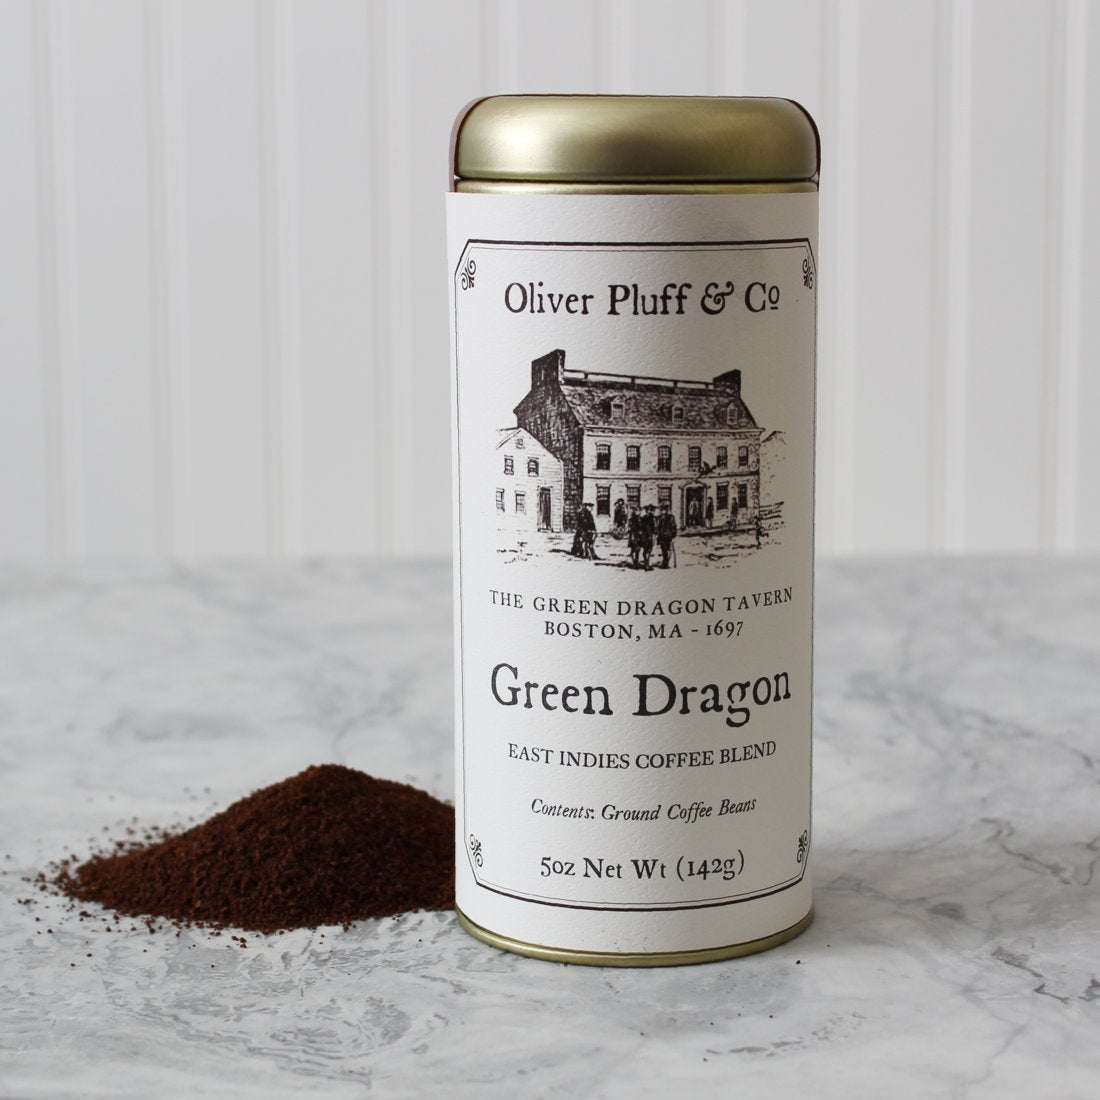 Oliver Pluff & Co
THE GREEN DRAGON TAVERN
BOSTON, MA - 1697
Green Dragon
EAST INDIES COFFEE BLEND
Contents: Ground Coffee Beans
5oz Net Wt (142g)